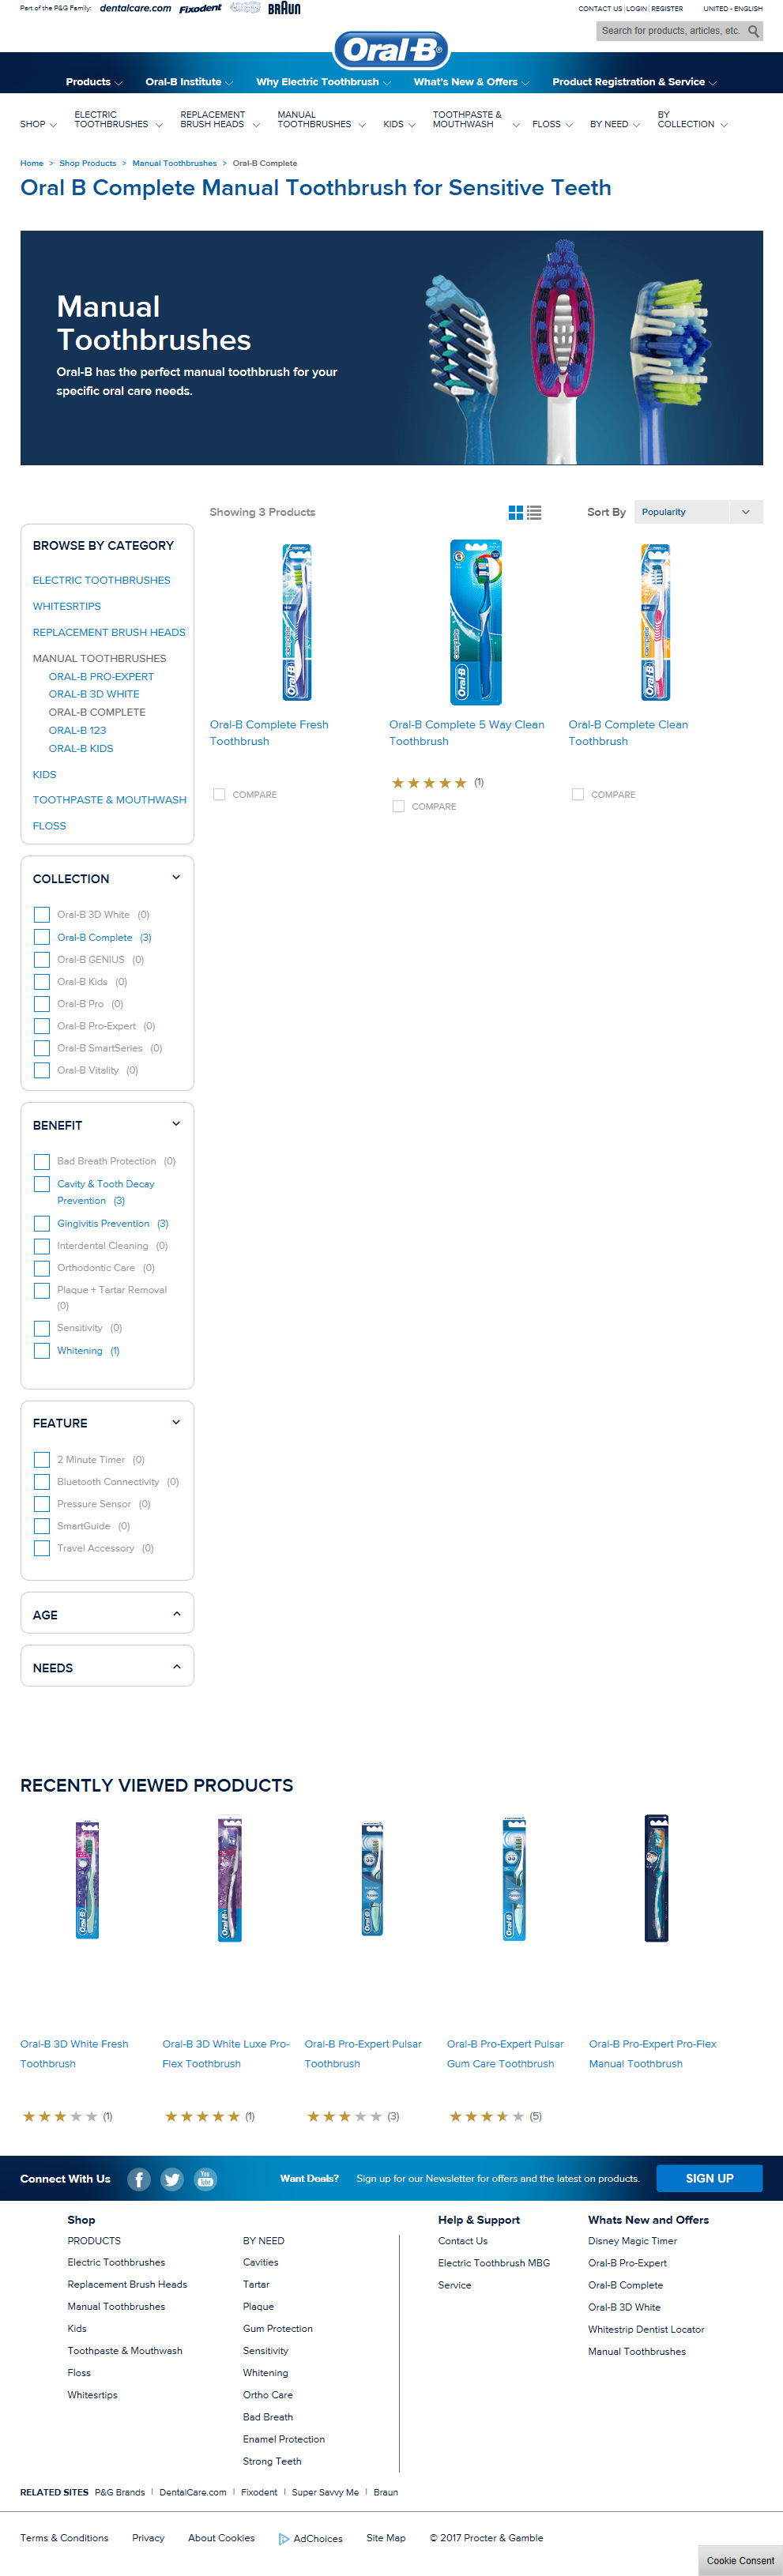 Part of the P&G Family: dentalcare.com Fixodent BRAUN
CONTACT US | LOGIN | REGISTER UNITED - ENGLISH
Search for products, articles, etc.
Oral-B
Products Oral-B Institute Why Electric Toothbrush What's New & Offers Product Registration & Service
SHOP ELECTRIC TOOTHBRUSHES REPLACEMENT BRUSH HEADS MANUAL TOOTHBRUSHES KIDS TOOTHPASTE & MOUTHWASH FLOSS BY NEED BY COLLECTION
Home > Shop Products > Manual Toothbrushes > Oral-B Complete
Oral B Complete Manual Toothbrush for Sensitive Teeth
Manual
Toothbrushes
Oral-B has the perfect manual toothbrush for your
specific oral care needs.
Showing 3 Products
Sort By Popularity
BROWSE BY CATEGORY
ELECTRIC TOOTHBRUSHES
WHITESRTIPS
REPLACEMENT BRUSH HEADS
MANUAL TOOTHBRUSHES
ORAL-B PRO-EXPERT
ORAL-B 3D WHITE
ORAL-B COMPLETE
ORAL-B 123
ORAL-B KIDS
KIDS
TOOTHPASTE & MOUTHWASH
FLOSS
Oral-B
Oral-B Complete Fresh
Toothbrush
COMPARE
complete
Oral-B
Oral-B Complete 5 Way Clean
Toothbrush
(1)
COMPARE
Oral-B
Oral-B Complete Clean
Toothbrush
COMPARE
COLLECTION
Oral-B 3D White (0)
Oral-B Complete (3)
Oral-B GENIUS (0)
Oral-B Kids (0)
Oral-B Pro (0)
Oral-B Pro-Expert (0)
Oral-B SmartSeries (0)
Oral-B Vitality (0)
BENEFIT
Bad Breath Protection (0)
Cavity & Tooth Decay
Prevention (3)
Gingivitis Prevention (3)
Interdental Cleaning (0)
Orthodontic Care (0)
Plaque + Tartar Removal
(0)
Sensitivity (0)
Whitening (1)
FEATURE
2 Minute Timer (0)
Bluetooth Connectivity (0)
Pressure Sensor (0)
SmartGuide (0)
Travel Accessory (0)
AGE
NEEDS
RECENTLY VIEWED PRODUCTS
Oral-B
Oral-B
Oral-B
Oral-B
Oral-B 3D White Fresh
Toothbrush
(1)
Oral-B 3D White Luxe Pro-
Flex Toothbrush
(1)
Oral-B Pro-Expert Pulsar
Toothbrush
(3)
Oral-B Pro-Expert Pulsar
Gum Care Toothbrush
(5)
Oral-B Pro-Expert Pro-Flex
Manual Toothbrush
Connect With Us You Tube Want Deals? Sign up for our Newsletter for offers and the latest on products. SIGN UP
Shop
PRODUCTS
Electric Toothbrushes
Replacement Brush Heads
Manual Toothbrushes
Kids
Toothpaste & Mouthwash
Floss
Whitesrtips
BY NEED
Cavities
Tartar
Plaque
Gum Protection
Sensitivity
Whitening
Ortho Care
Bad Breath
Enamel Protection
Strong Teeth
Help & Support
Contact Us
Electric Toothbrush MBG
Service
Whats New and Offers
Disney Magic Timer
Oral-B Pro-Expert
Oral-B Complete
Oral-B 3D White
Whitestrip Dentist Locator
Manual Toothbrushes
RELATED SITES P&G Brands | DentalCare.com | Fixodent | Super Savvy Me | Braun
Terms & Conditions Privacy About Cookies AdChoices Site Map © 2017 Procter & Gamble
Cookie Consent